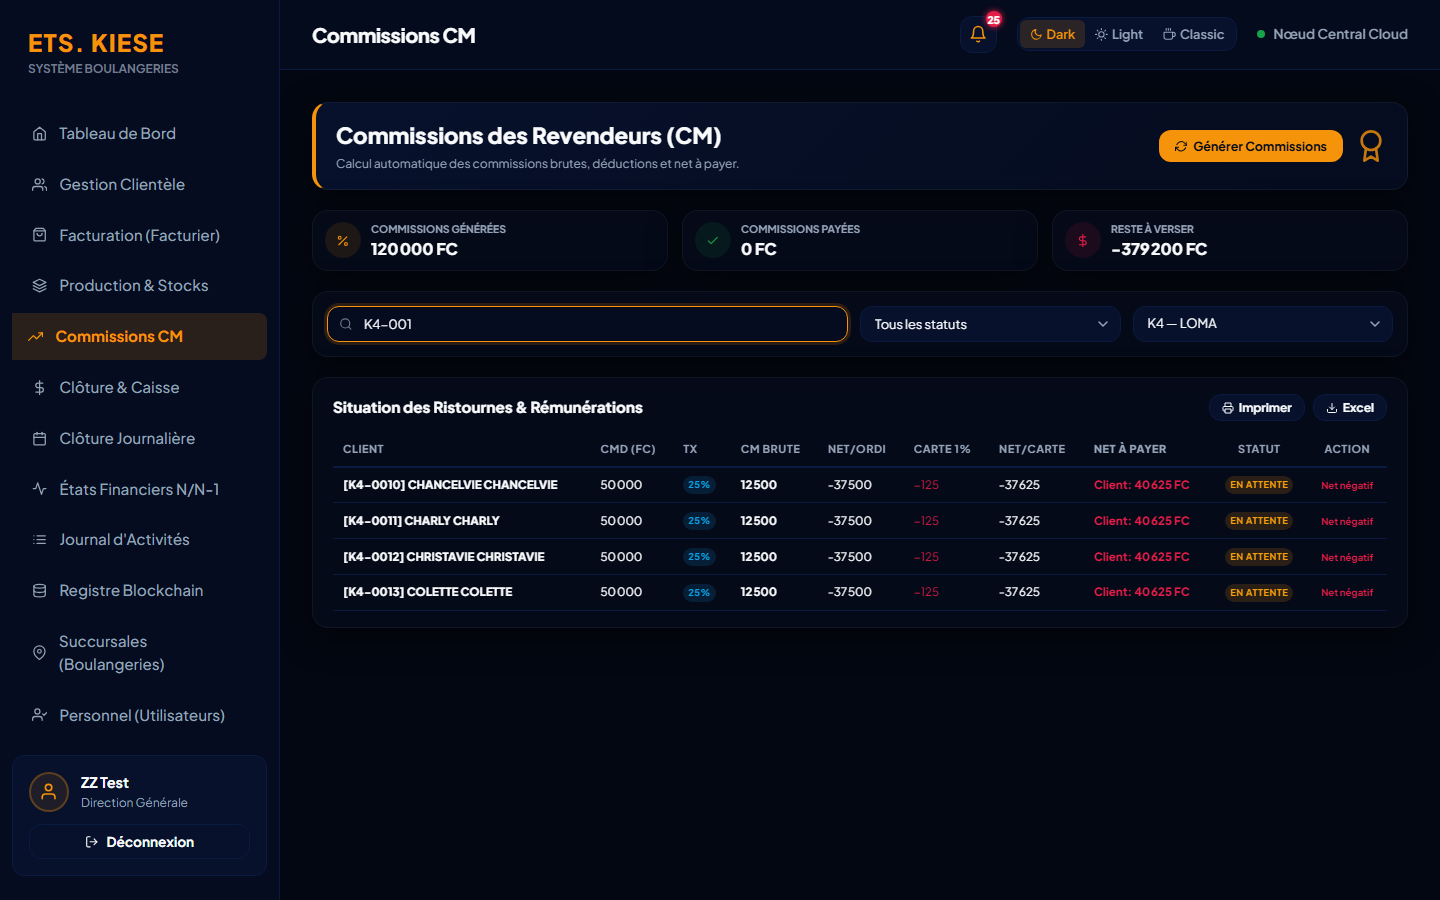 ETS. KIESE
SYSTÈME BOULANGERIES
Tableau de Bord
Gestion Clientèle
Facturation (Facturier)
Production & Stocks
Commissions CM
Clôture & Caisse
Clôture Journalière
États Financiers N/N-1
Journal d'Activités
Registre Blockchain
Succursales
(Boulangeries)
Personnel (Utilisateurs)
ZZ Test
Direction Générale
Déconnexion
Commissions CM
25
Dark Light Classic
Nœud Central Cloud
Commissions des Revendeurs (CM)
Calcul automatique des commissions brutes, déductions et net à payer.
Générer Commissions
COMMISSIONS GÉNÉRÉES
120 000 FC
COMMISSIONS PAYÉES
0 FC
RESTE À VERSER
-379 200 FC
K4-001
Tous les statuts
K4 — LOMA
Situation des Ristournes & Rémunérations
Imprimer
Excel
CLIENT CMD (FC) TX CM BRUTE NET/ORDI CARTE 1% NET/CARTE NET À PAYER STATUT ACTION
[K4-0010] CHANCELVIE CHANCELVIE 50 000 25% 12 500 -37 500 -125 -37 625 Client: 40 625 FC EN ATTENTE Net négatif
[K4-0011] CHARLY CHARLY 50 000 25% 12 500 -37 500 -125 -37 625 Client: 40 625 FC EN ATTENTE Net négatif
[K4-0012] CHRISTAVIE CHRISTAVIE 50 000 25% 12 500 -37 500 -125 -37 625 Client: 40 625 FC EN ATTENTE Net négatif
[K4-0013] COLETTE COLETTE 50 000 25% 12 500 -37 500 -125 -37 625 Client: 40 625 FC EN ATTENTE Net négatif